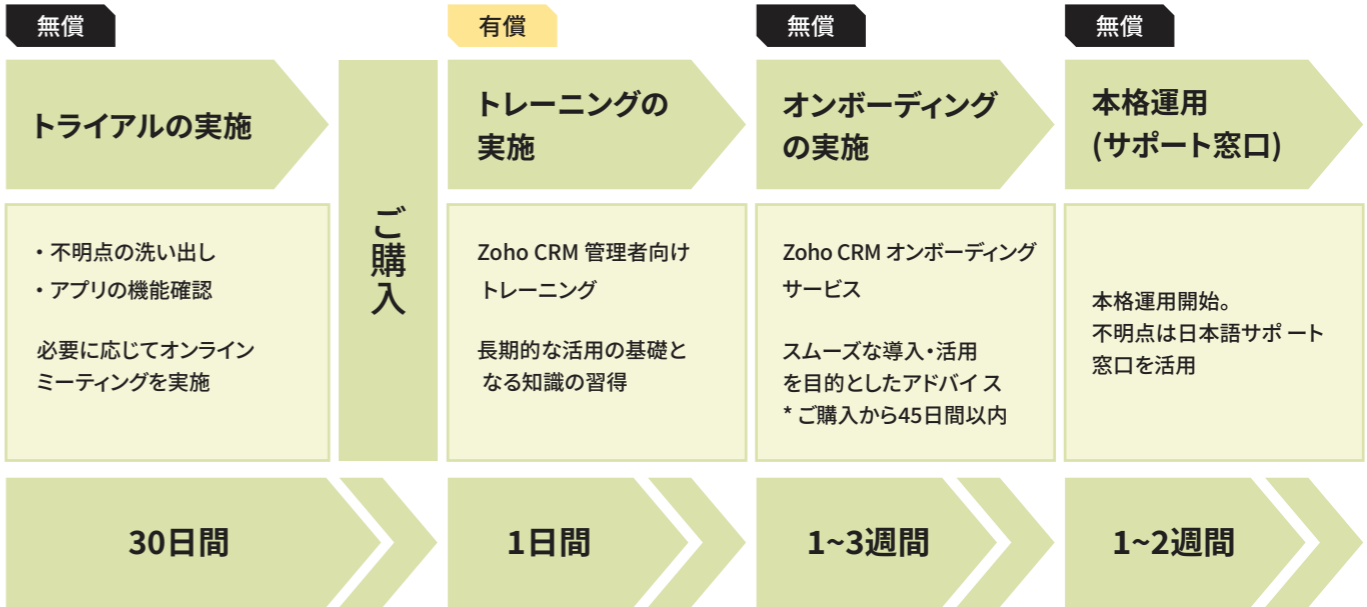 無償
トライアルの実施
・不明点の洗い出し
・アプリの機能確認
必要に応じてオンライン
ミーティングを実施
30日間
ご購入
有償
トレーニングの
実施
Zoho CRM 管理者向け
トレーニング
長期的な活用の基礎と
なる知識の習得
1日間
無償
オンボーディング
の実施
Zoho CRM オンボーディング
サービス
スムーズな導入・活用
を目的としたアドバイス
* ご購入から45日間以内
1~3週間
無償
本格運用
(サポート窓口)
本格運用開始。
不明点は日本語サポート
窓口を活用
1~2週間